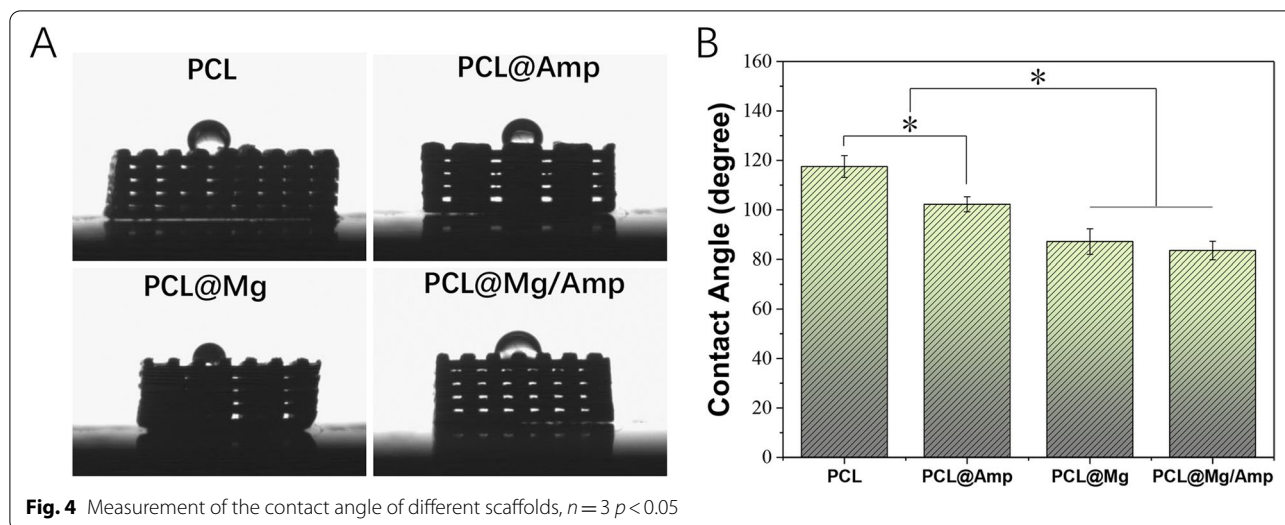 A
PCL
PCL@Amp
PCL@Mg
PCL@Mg/Amp
B
Contact Angle (degree)
160
140
120
100
80
60
40
20
0
*
*
PCL
PCL@Amp
PCL@Mg
PCL@Mg/Amp
Fig. 4 Measurement of the contact angle of different scaffolds, n = 3 p < 0.05